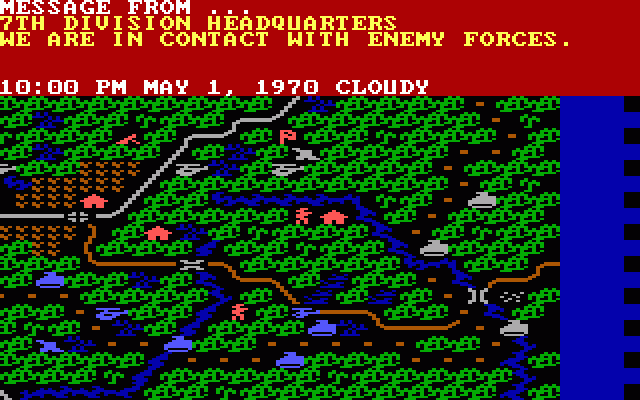 MESSAGE FROM ...
7TH DIVISION HEADQUARTERS
WE ARE IN CONTACT WITH ENEMY FORCES.
10:00 PM MAY 1, 1970 CLOUDY